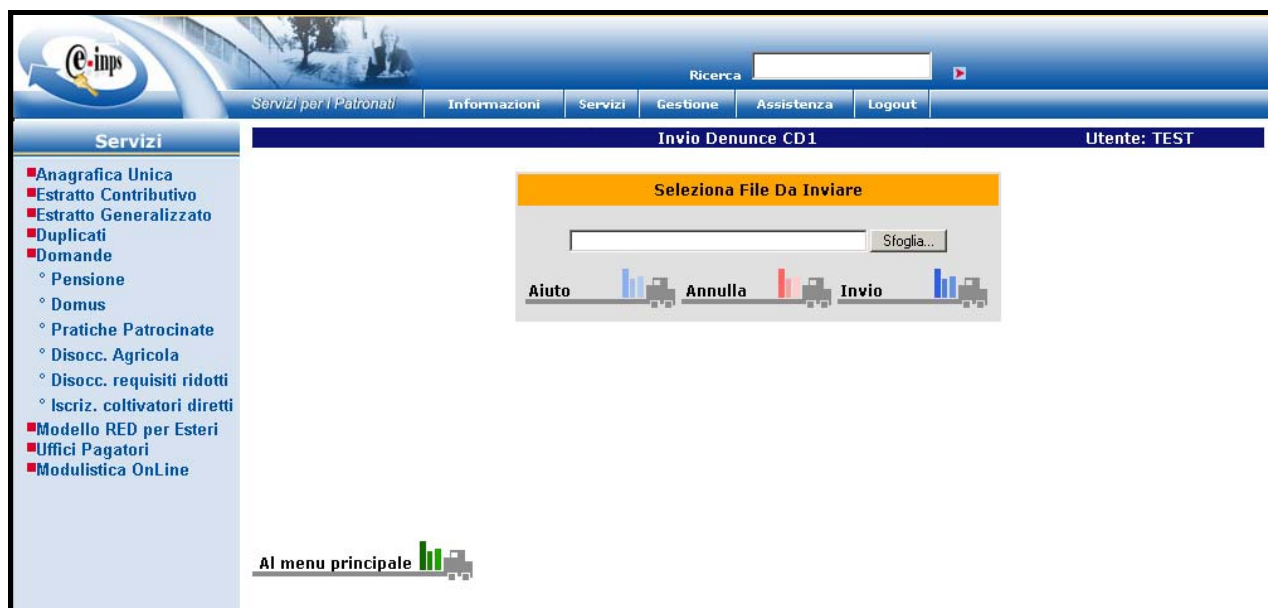 e-inps
Ricerca
Servizi per i Patronati Informazioni Servizi Gestione Assistenza Logout
Servizi
Invio Denunce CD1 Utente: TEST
Anagrafica Unica
Estratto Contributivo
Estratto Generalizzato
Duplicati
Domande
° Pensione
° Domus
° Pratiche Patrocinate
° Disocc. Agricola
° Disocc. requisiti ridotti
° Iscriz. coltivatori diretti
Modello RED per Esteri
Uffici Pagatori
Modulistica OnLine
Seleziona File Da Inviare
Sfoglia...
Aiuto Annulla Invio
Al menu principale